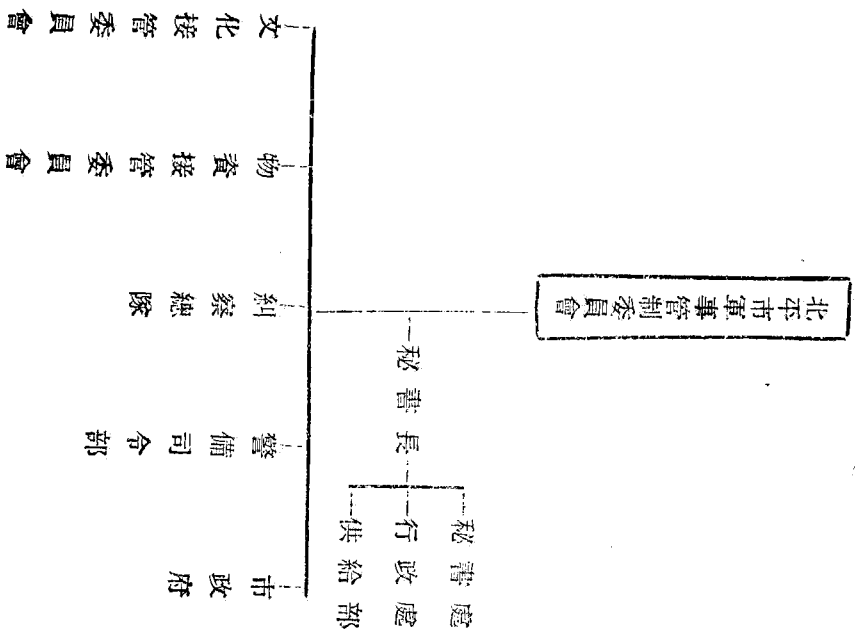 北平市軍事管制委員會
秘書長
秘書處
行政處
供給部
市政府
警備司令部
糾察總隊
物資接管委員會
文化接管委員會